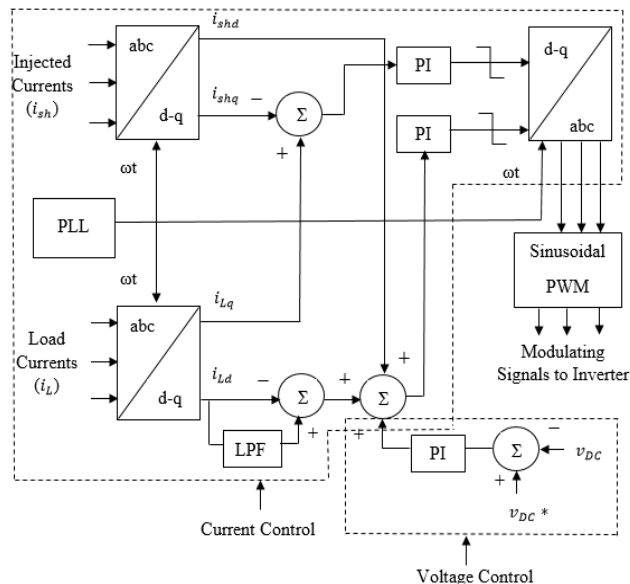 i_shd
abc
Injected
Currents
(i_sh)
d-q
i_shq
−
+
Σ
PI
PI
d-q
abc
ωt
ωt
PLL
ωt
Sinusoidal
PWM
Modulating
Signals to Inverter
abc
Load
Currents
(i_L)
d-q
i_Lq
i_Ld
−
+
Σ
LPF
+
+
+
Σ
PI
Σ
−
+
v_DC
v_DC *
Current Control
Voltage Control